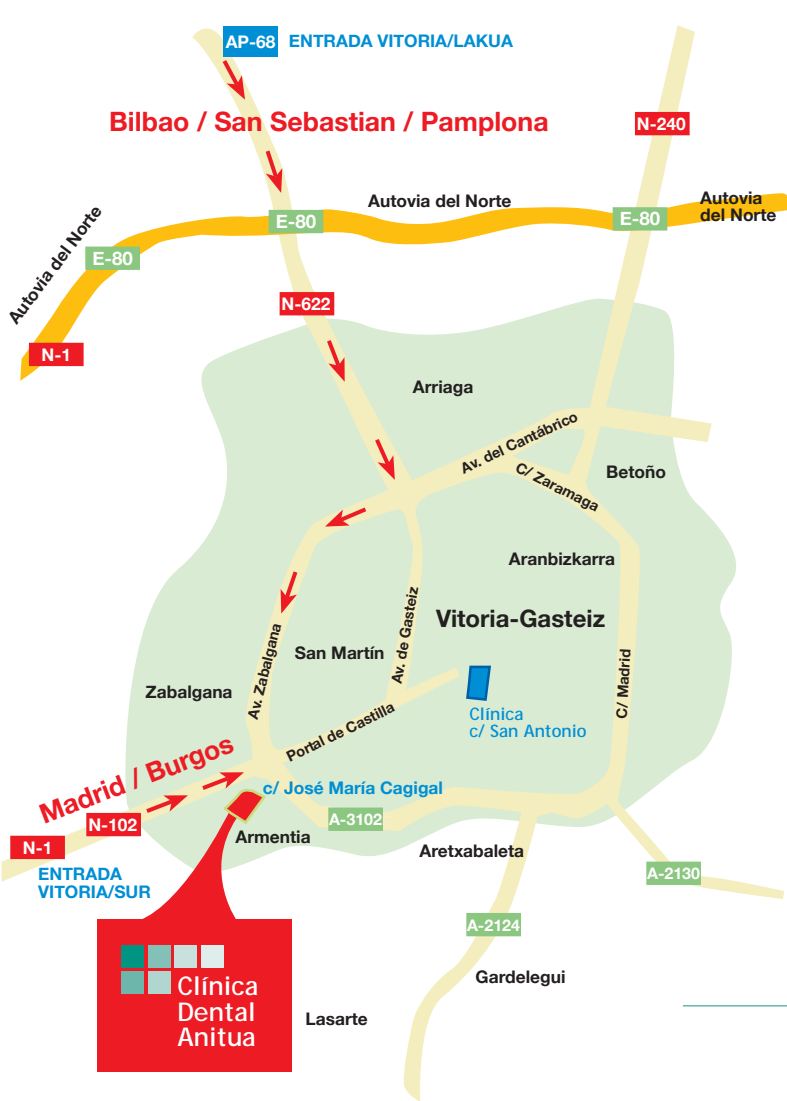 AP-68
ENTRADA VITORIA/LAKUA
Bilbao / San Sebastian / Pamplona
N-240
Autovia del Norte
Autovia
del Norte
E-80
E-80
Autovia del Norte
E-80
N-622
N-1
Arriaga
Av. del Cantábrico
C/ Zaramaga
Betoño
Aranbizkarra
Vitoria-Gasteiz
Av. de Gasteiz
San Martín
Av. Zabalgana
Zabalgana
C/ Madrid
Clínica
c/ San Antonio
Portal de Castilla
Madrid / Burgos
c/ José María Cagigal
N-102
A-3102
Armentia
N-1
Aretxabaleta
ENTRADA
VITORIA/SUR
A-2130
A-2124
Gardelegui
Clínica
Dental
Anitua
Lasarte